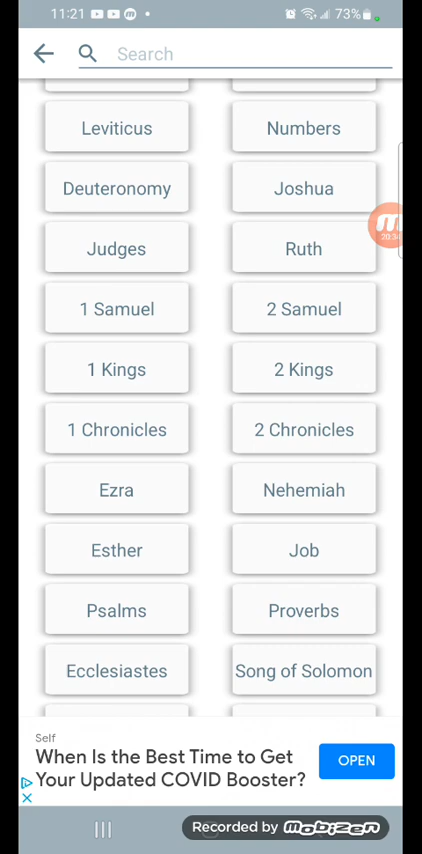 11:21 73%
Search
Leviticus Numbers
Deuteronomy Joshua
Judges Ruth
1 Samuel 2 Samuel
1 Kings 2 Kings
1 Chronicles 2 Chronicles
Ezra Nehemiah
Esther Job
Psalms Proverbs
Ecclesiastes Song of Solomon
Self
When Is the Best Time to Get
Your Updated COVID Booster?
OPEN
Recorded by mobizen